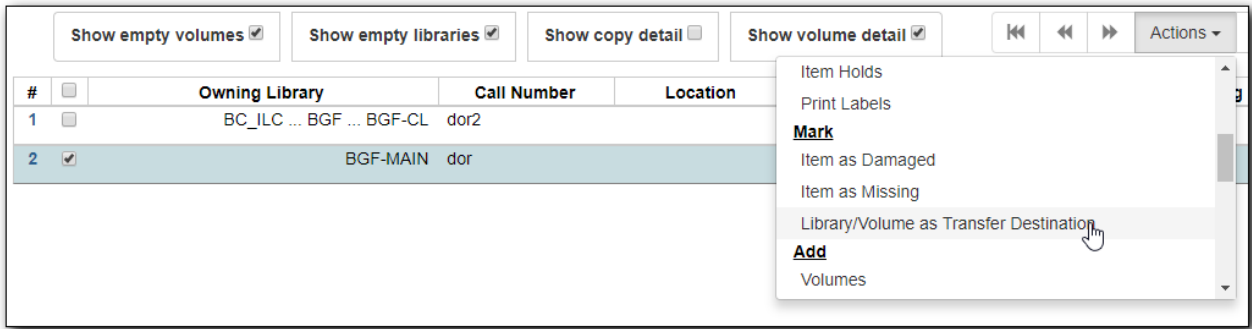 Show empty volumes
Show empty libraries
Show copy detail
Show volume detail
Actions
# Owning Library Call Number Location
1 BC_ILC ... BGF ... BGF-CL dor2
2 BGF-MAIN dor
Item Holds
Print Labels
Mark
Item as Damaged
Item as Missing
Library/Volume as Transfer Destination
Add
Volumes